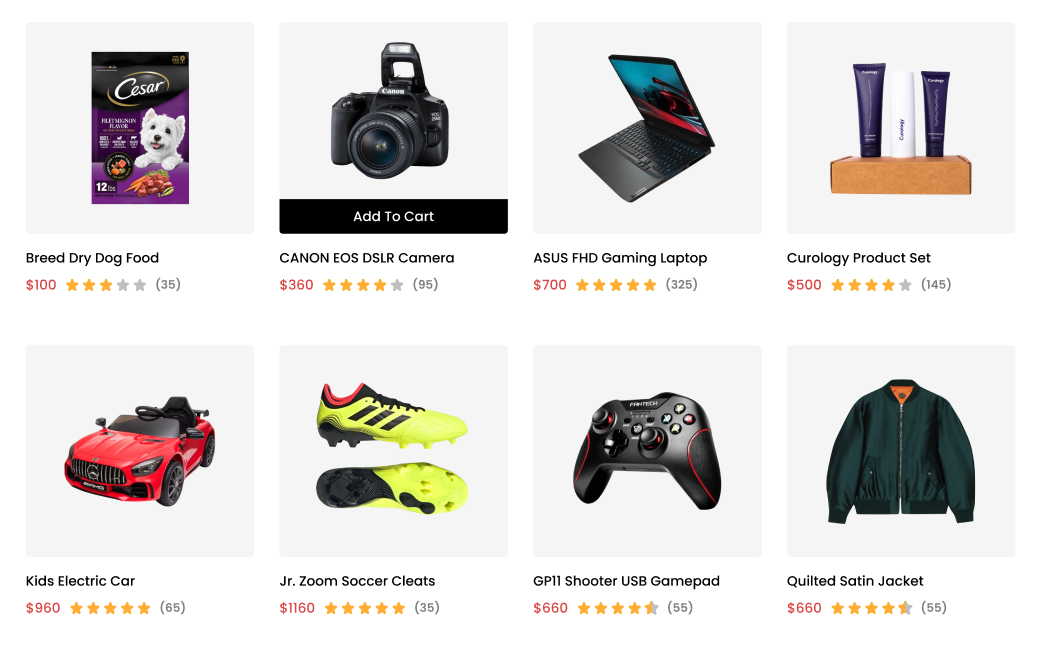 Cesar
FILET MIGNON
FLAVOR
12 lbs
Canon
EOS
250D
Curology
Curology
Curology
Add To Cart
Breed Dry Dog Food
CANON EOS DSLR Camera
ASUS FHD Gaming Laptop
Curology Product Set
$100 (35)
$360 (95)
$700 (325)
$500 (145)
FANTECH
AMG
Kids Electric Car
Jr. Zoom Soccer Cleats
GP11 Shooter USB Gamepad
Quilted Satin Jacket
$960 (65)
$1160 (35)
$660 (55)
$660 (55)